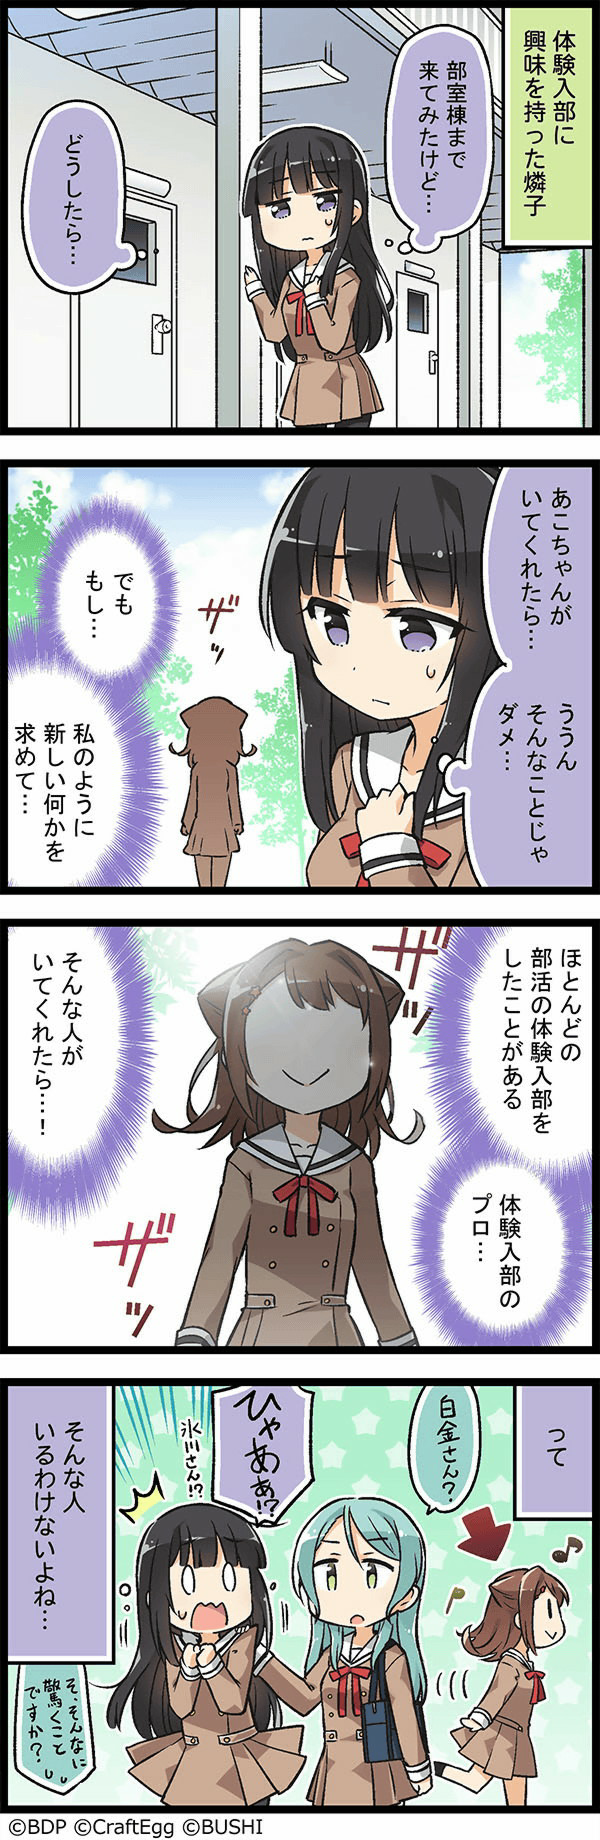 体験入部に
興味を持った燐子
部室棟まで
来てみたけど…
どうしたら…
あこちゃんが
いてくれたら…
ううん
そんなことじゃ
ダメ…
ザッ
でも
もし…
私のように
新しい何かを
求めて…
ほとんどの
部活の体験入部を
したことがある
体験入部の
プロ…
ザッ
そんな人が
いてくれたら…！
ザッ
って
白金さん？
ひゃあぁ!?
氷川さん!?
そんな人
いるわけないよね…
そ、そんなに
驚くこと
ですか？
©BDP ©CraftEgg ©BUSHI